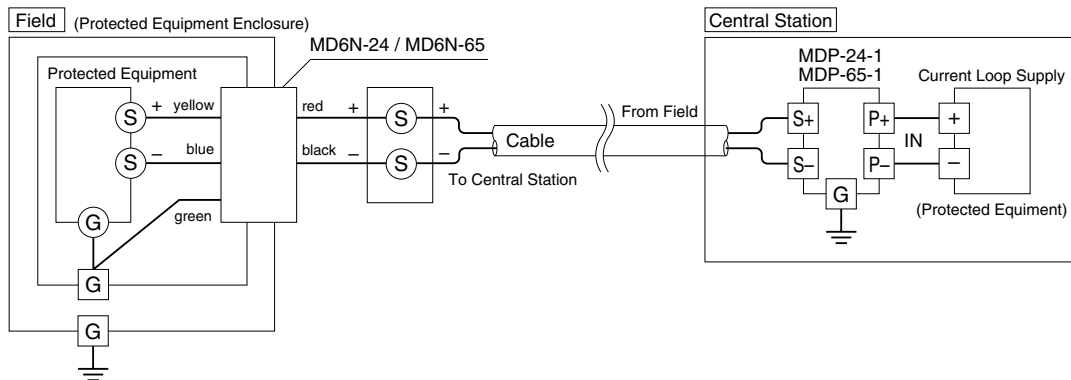 Field (Protected Equipment Enclosure)
MD6N-24 / MD6N-65
Protected Equipment
S + yellow red + S +
S – blue black – S –
G green
G
G
Cable
From Field
To Central Station
Central Station
MDP-24-1
MDP-65-1
Current Loop Supply
S+ P+ +
IN
S– P– –
G
(Protected Equiment)